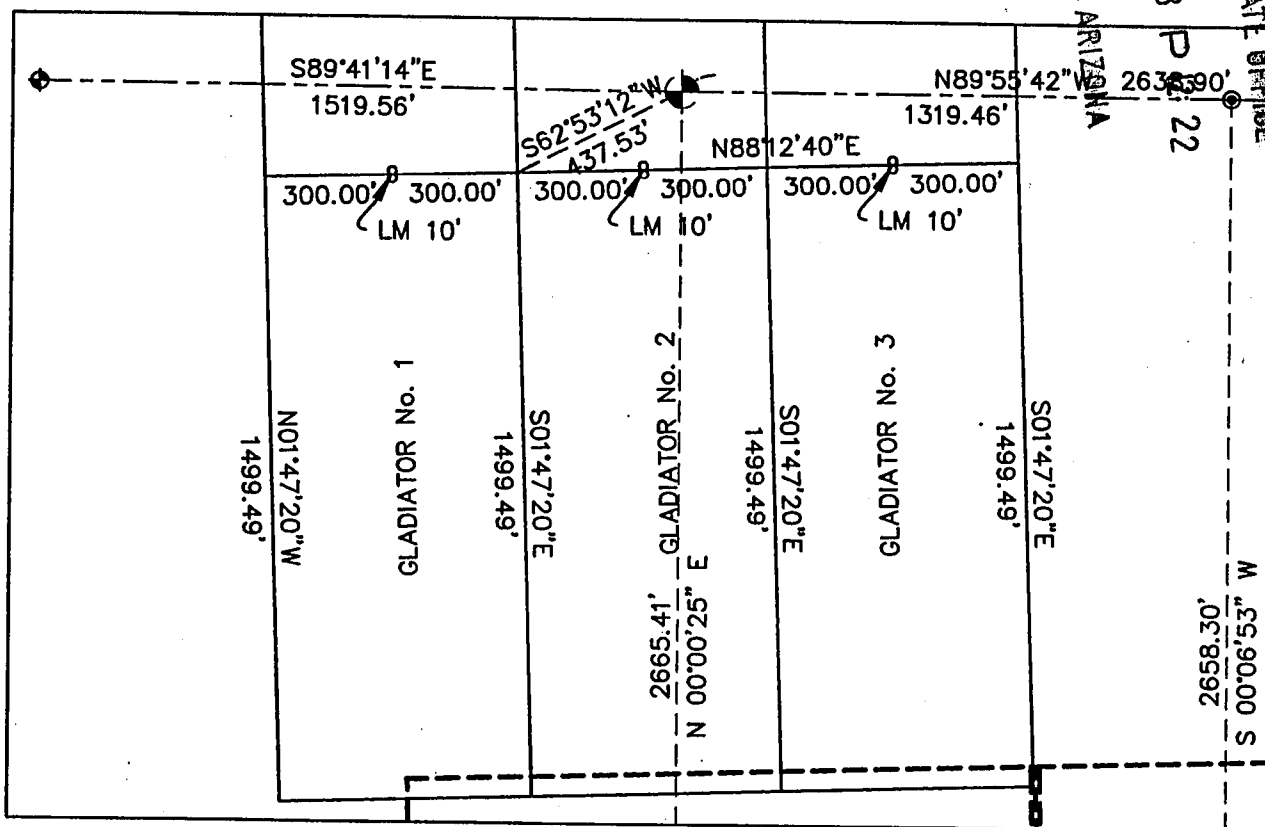 ARIZONA
P
22
S89°41'14"E
1519.56'
S62°53'12"W
437.53'
N89°55'42"W
1319.46'
N88°12'40"E
300.00' 300.00' 300.00' 300.00' 300.00' 300.00'
LM 10' LM 10' LM 10'
N01°47'20"W
1499.49'
GLADIATOR No. 1
S01°47'20"E
1499.49'
GLADIATOR No. 2
2665.41'
N 00°00'25" E
S01°47'20"E
1499.49'
GLADIATOR No. 3
S01°47'20"E
1499.49'
2658.30'
S 00°06'53" W